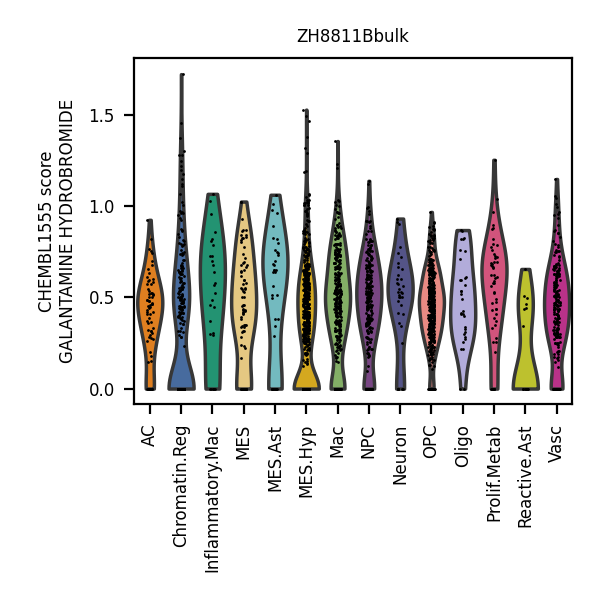 ZH8811Bbulk
CHEMBL1555 score
GALANTAMINE HYDROBROMIDE
1.5
1.0
0.5
0.0
AC
Chromatin.Reg
Inflammatory.Mac
MES
MES.Ast
MES.Hyp
Mac
NPC
Neuron
OPC
Oligo
Prolif.Metab
Reactive.Ast
Vasc